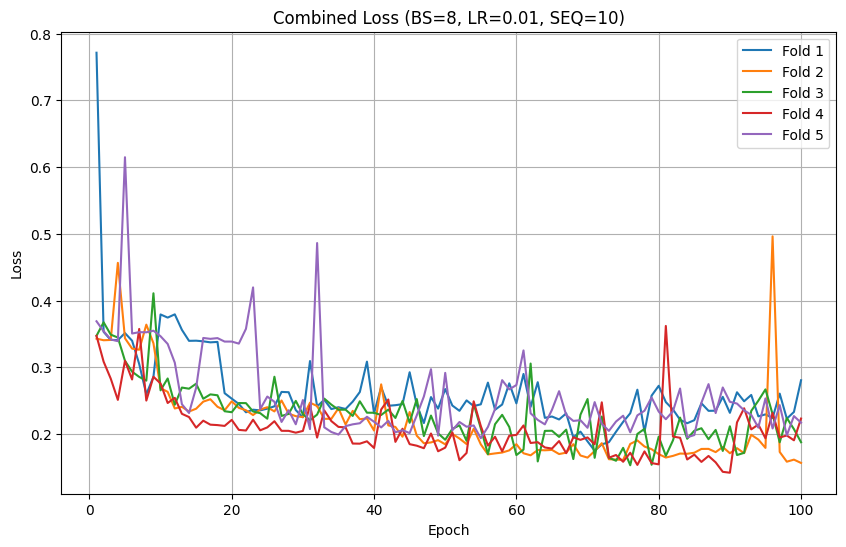 Combined Loss (BS=8, LR=0.01, SEQ=10)
Loss
0.8
0.7
0.6
0.5
0.4
0.3
0.2
Fold 1
Fold 2
Fold 3
Fold 4
Fold 5
0
20
40
60
80
100
Epoch